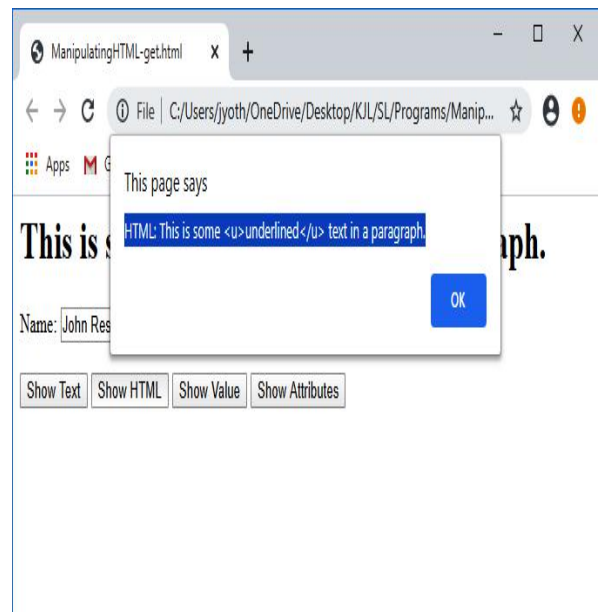 ManipulatingHTML-get.html
File | C:/Users/jyoth/OneDrive/Desktop/KJL/SL/Programs/Manip...
Apps M G
This page says
HTML: This is some <u>underlined</u> text in a paragraph.
OK
This is s
aph.
Name: John Res
Show Text Show HTML Show Value Show Attributes